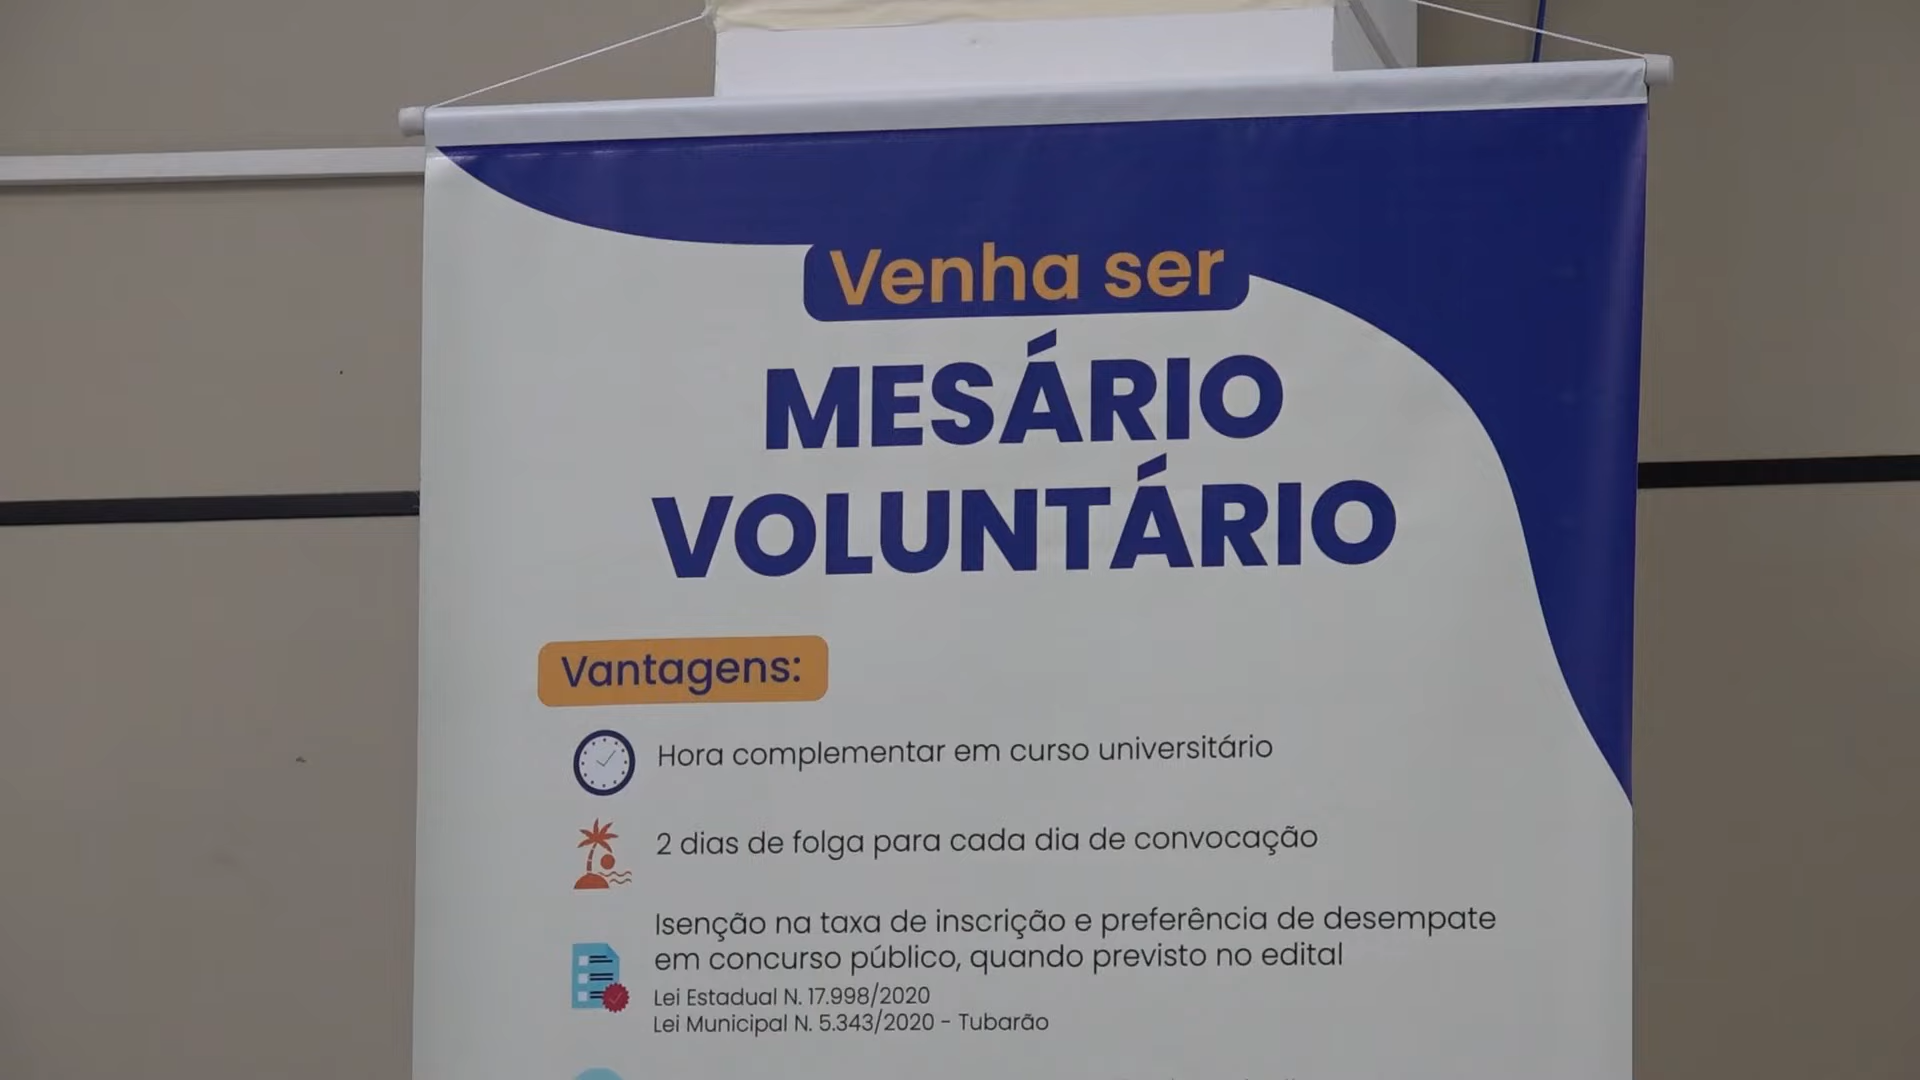 Venha ser
MESÁRIO
VOLUNTÁRIO
Vantagens:
Hora complementar em curso universitário
2 dias de folga para cada dia de convocação
Isenção na taxa de inscrição e preferência de desempate
em concurso público, quando previsto no edital
Lei Estadual N. 17.998/2020
Lei Municipal N. 5.343/2020 - Tubarão